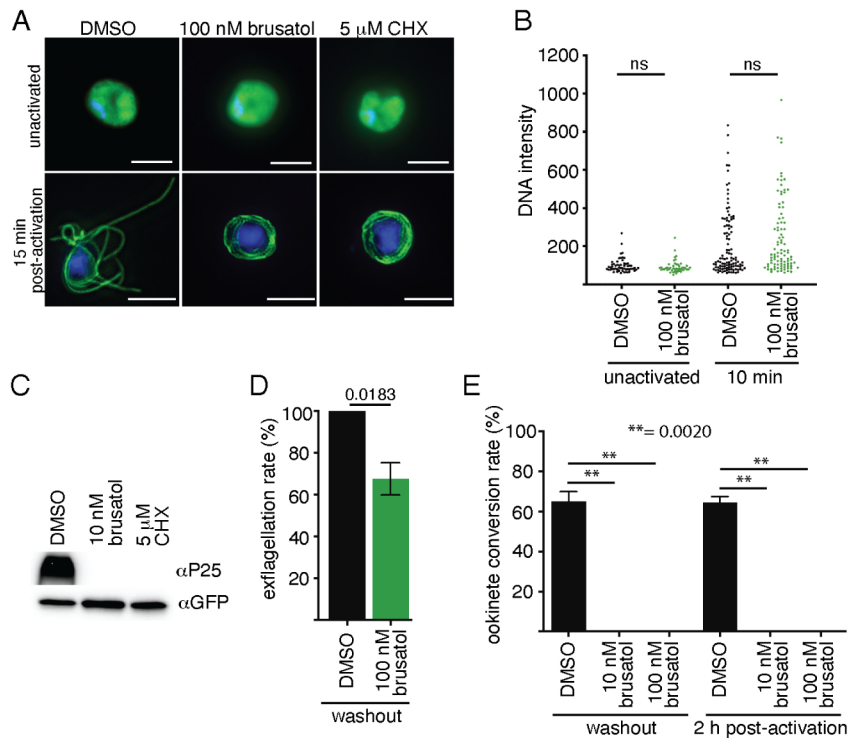 A
DMSO
100 nM brusatol
5 μM CHX
unactivated
15 min
post-activation
B
DNA intensity
1200
1000
800
600
400
200
ns
ns
DMSO
100 nM
brusatol
DMSO
100 nM
brusatol
unactivated
10 min
C
DMSO
10 nM
brusatol
5 μM
CHX
αP25
αGFP
D
exflagellation rate (%)
100
80
60
40
20
0.0183
DMSO
100 nM
brusatol
washout
E
ookinete conversion rate (%)
100
80
60
40
20
**= 0.0020
**
**
**
**
DMSO
10 nM
brusatol
100 nM
brusatol
DMSO
10 nM
brusatol
100 nM
brusatol
washout
2 h post-activation